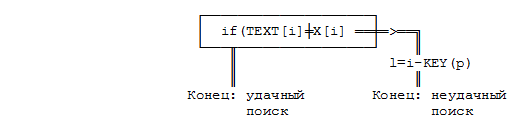 if(TEXT[i]╪X[i] ═══>
l=i-KEY(p)
Конец: удачный Конец: неудачный
поиск поиск